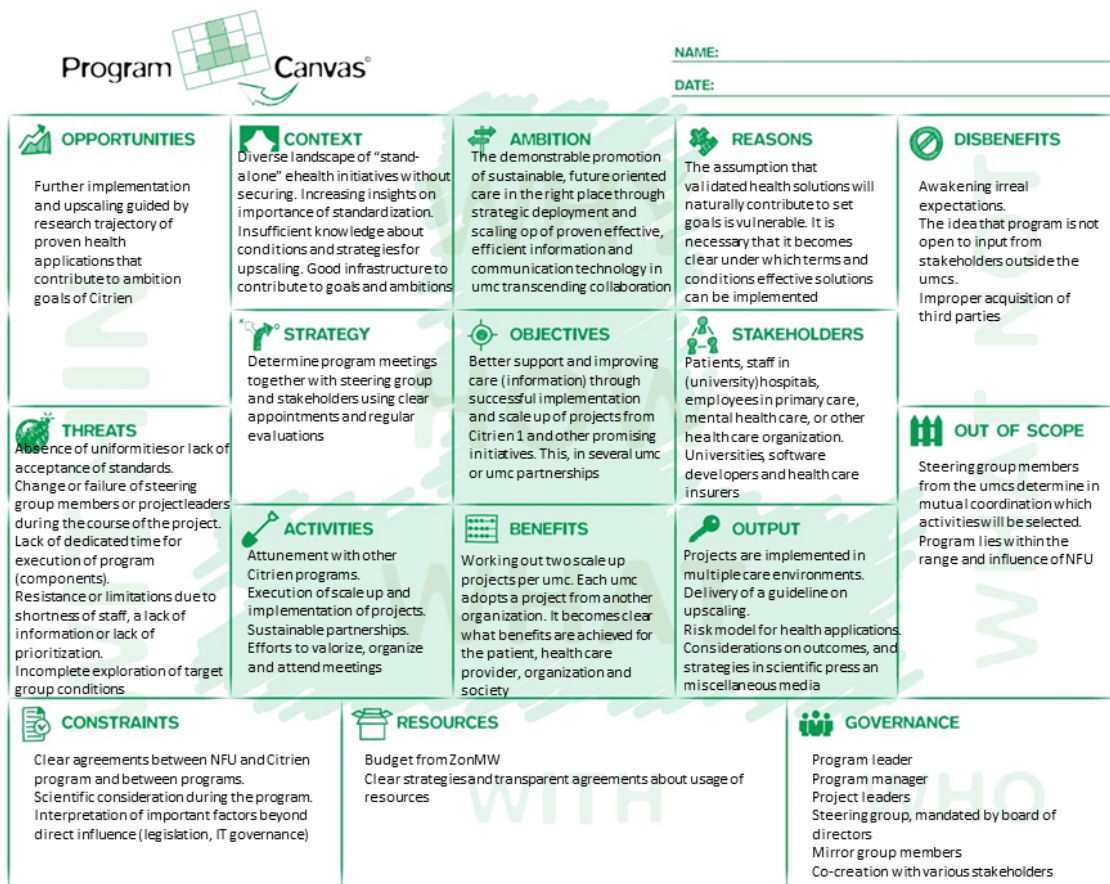 Program Canvas©
NAME:
DATE:
OPPORTUNITIES
Further implementation
and upscaling guided by
research trajectory of
proven health
applications that
contribute to ambition
goals of Citrien
CONTEXT
Diverse landscape of “stand-
alone” ehealth initiatives without
securing. Increasing insights on
importance of standardization.
Insufficient knowledge about
conditions and strategies for
upscaling. Good infrastructure to
contribute to goals and ambitions
AMBITION
The demonstrable promotion
of sustainable, future oriented
care in the right place through
strategic deployment and
scaling op of proven effective,
efficient information and
communication technology in
umc transcending collaboration
REASONS
The assumption that
validated health solutions will
naturally contribute to set
goals is vulnerable. It is
necessary that it becomes
clear under which terms and
conditions effective solutions
can be implemented
DISBENEFITS
Awakening irreal
expectations.
The idea that program is not
open to input from
stakeholders outside the
umcs.
Improper acquisition of
third parties
STRATEGY
Determine program meetings
together with steering group
and stakeholders using clear
appointments and regular
evaluations
OBJECTIVES
Better support and improving
care (information) through
successful implementation
and scale up of projects from
Citrien 1 and other promising
initiatives. This, in several umc
or umc partnerships
STAKEHOLDERS
Patients, staff in
(university)hospitals,
employees in primary care,
mental health care, or other
health care organization.
Universities, software
developers and health care
insurers
THREATS
Absence of uniformities or lack of
acceptance of standards.
Change or failure of steering
group members or projectleaders
during the course of the project.
Lack of dedicated time for
execution of program
(components).
Resistance or limitations due to
shortness of staff, a lack of
information or lack of
prioritization.
Incomplete exploration of target
group conditions
OUT OF SCOPE
Steering group members
from the umcs determine in
mutual coordination which
activities will be selected.
Program lies within the
range and influence of NFU
ACTIVITIES
Attunement with other
Citrien programs.
Execution of scale up and
implementation of projects.
Sustainable partnerships.
Efforts to valorize, organize
and attend meetings
BENEFITS
Working out two scale up
projects per umc. Each umc
adopts a project from another
organization. It becomes clear
what benefits are achieved for
the patient, health care
provider, organization and
society
OUTPUT
Projects are implemented in
multiple care environments.
Delivery of a guideline on
upscaling.
Risk model for health applications.
Considerations on outcomes, and
strategies in scientific press an
miscellaneous media
CONSTRAINTS
Clear agreements between NFU and Citrien
program and between programs.
Scientific consideration during the program.
Interpretation of important factors beyond
direct influence (legislation, IT governance)
RESOURCES
Budget from ZonMW
Clear strategies and transparent agreements about usage of
resources
WITH
GOVERNANCE
Program leader
Program manager
Project leaders
Steering group, mandated by board of
directors
Mirror group members
Co-creation with various stakeholders
WHO
HOW
WHAT
WHAT NOT